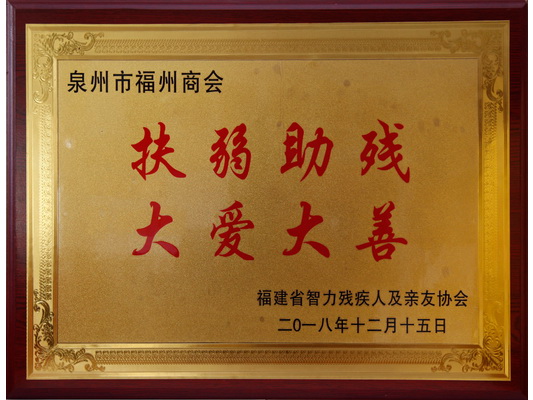 泉州市福州商会
扶弱助残
大爱大善
福建省智力残疾人及亲友协会
二〇一八年十二月十五日